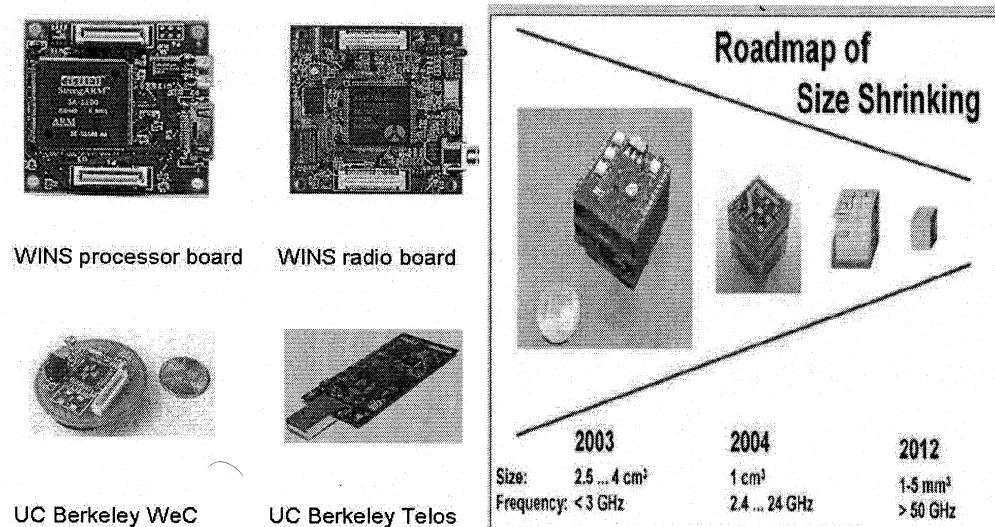 StrongARM
ARM
WINS processor board
WINS radio board
UC Berkeley WeC
UC Berkeley Telos
Roadmap of
Size Shrinking
2003
2004
2012
Size: 2.5 ... 4 cm³ 1 cm³ 1-5 mm³
Frequency: < 3 GHz 2.4 ... 24 GHz > 50 GHz